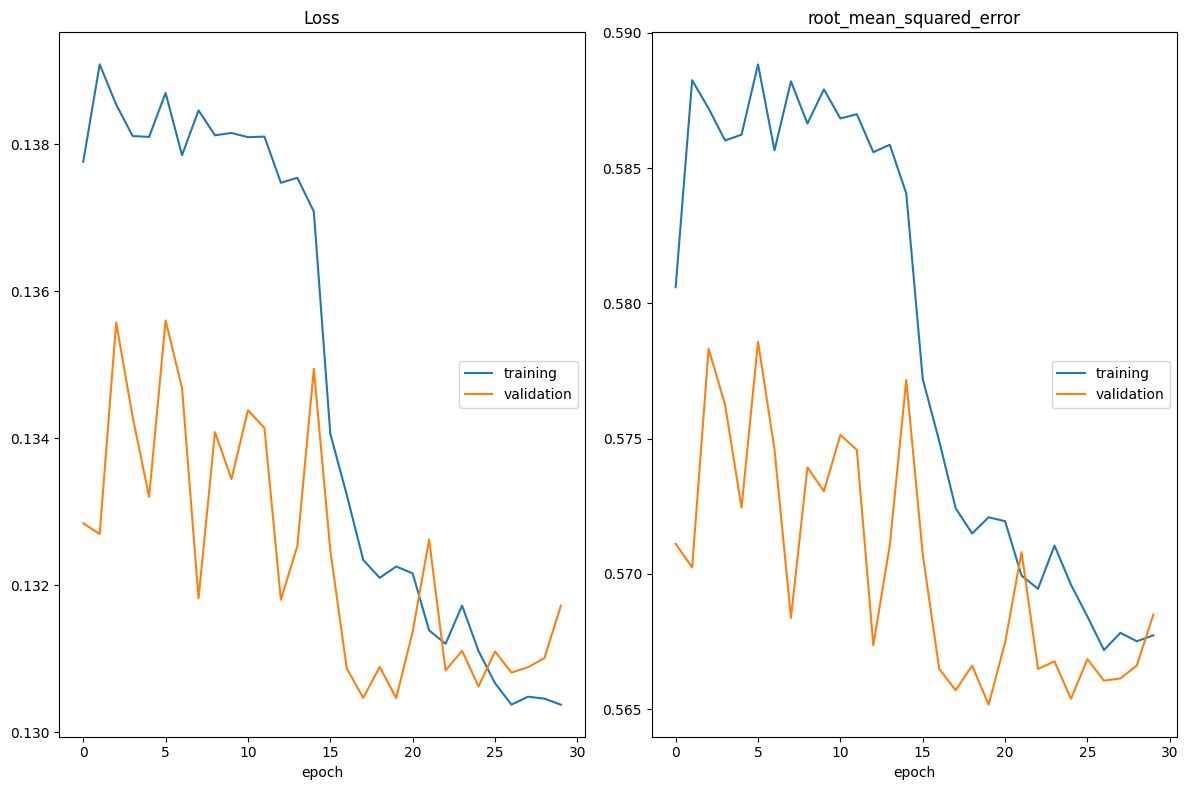 Loss
0.138
0.136
0.134
0.132
0.130
training
validation
0 5 10 15 20 25 30
epoch
root_mean_squared_error
0.590
0.585
0.580
0.575
0.570
0.565
training
validation
0 5 10 15 20 25 30
epoch